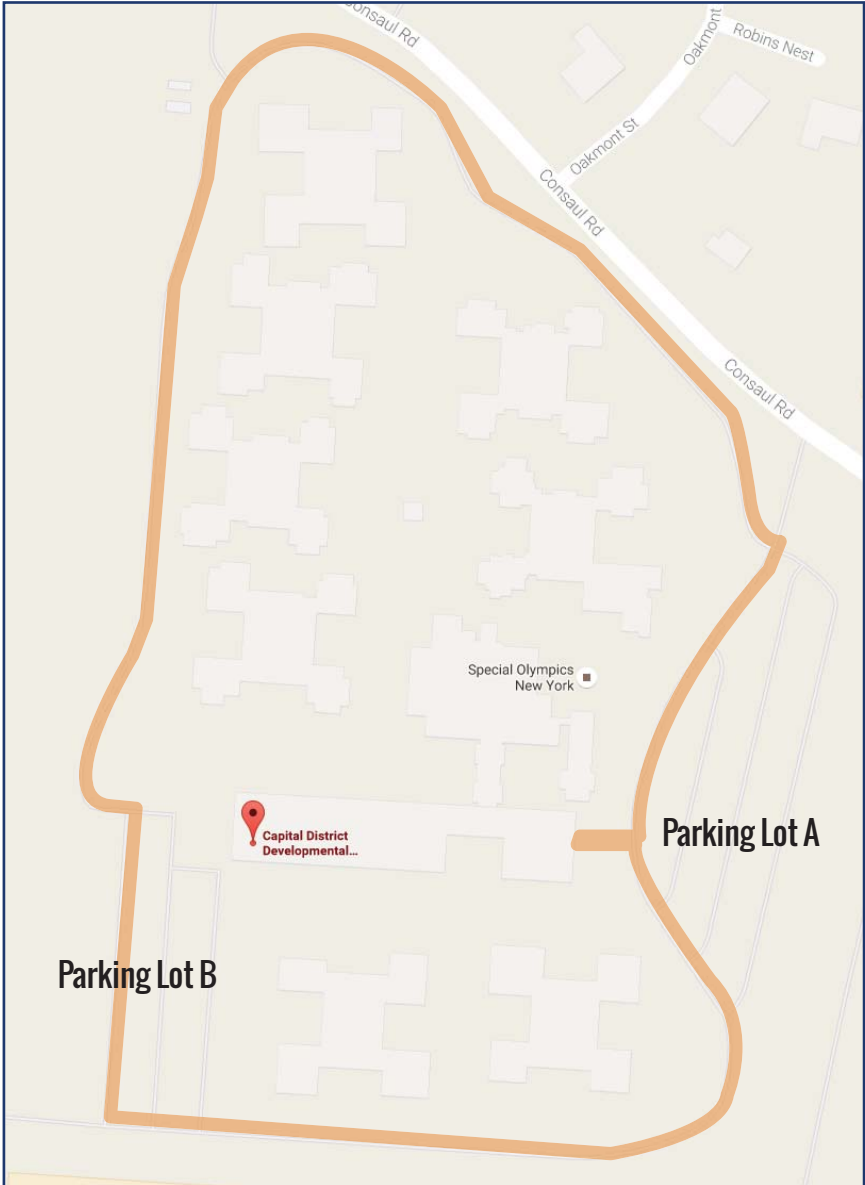 Consaul Rd
Oakmont
Robins Nest
Oakmont St
Consaul Rd
Consaul Rd
Special Olympics
New York
Capital District
Developmental...
Parking Lot A
Parking Lot B